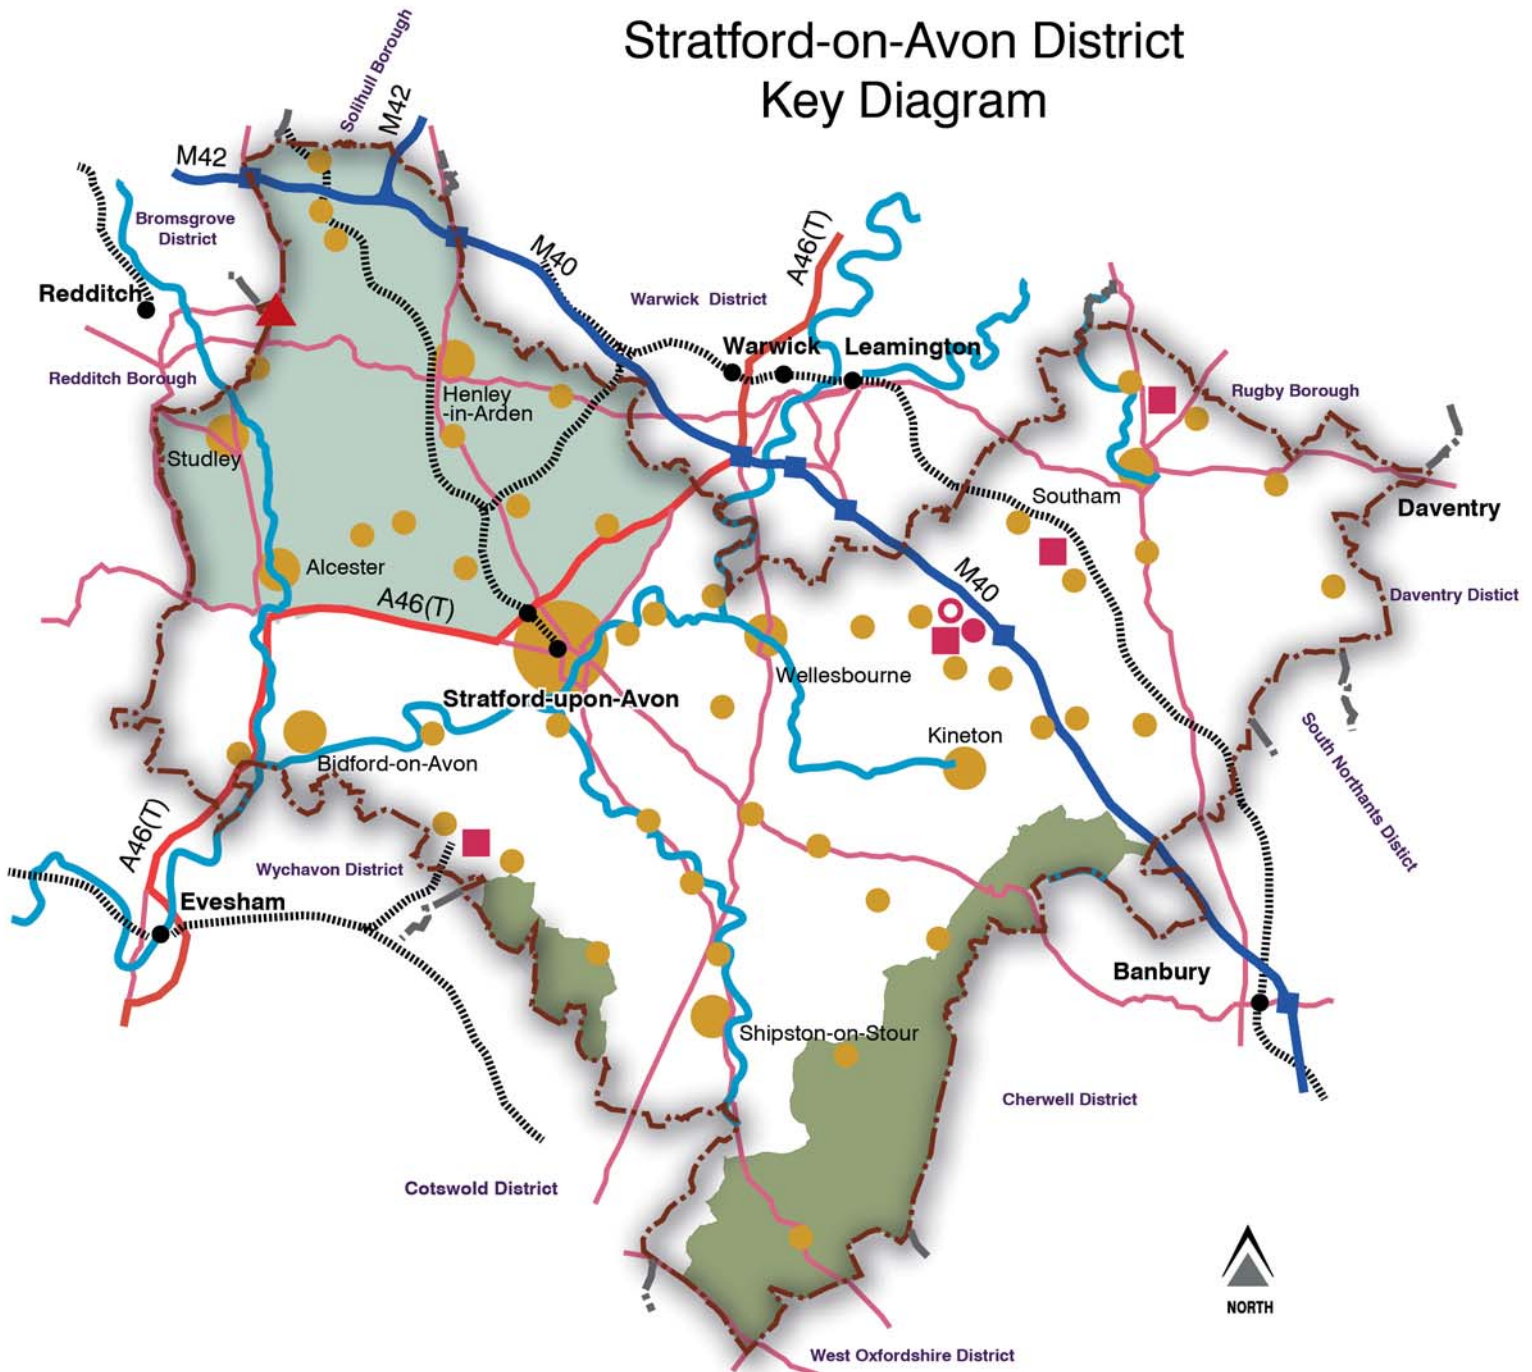 Stratford-on-Avon District
Key Diagram
Solihull Borough
M42
M42
Bromsgrove
District
M40
A46(T)
Redditch
Warwick  District
Warwick
Leamington
Redditch Borough
Henley
-in-Arden
Rugby Borough
Studley
Southam
Daventry
Alcester
A46(T)
M40
Daventry Distict
Wellesbourne
Stratford-upon-Avon
Kineton
South Northants District
Bidford-on-Avon
A46(T)
Wychavon District
Evesham
Banbury
Shipston-on-Stour
Cherwell District
Cotswold District
NORTH
West Oxfordshire District